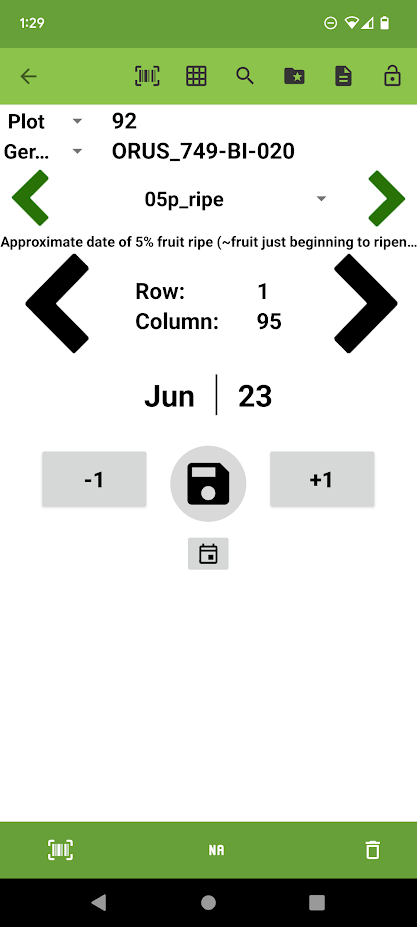 1:29
Plot 92
Ger... ORUS_749-BI-020
05p_ripe
Approximate date of 5% fruit ripe (~fruit just beginning to ripen...
Row: 1
Column: 95
Jun 23
-1 +1
NA